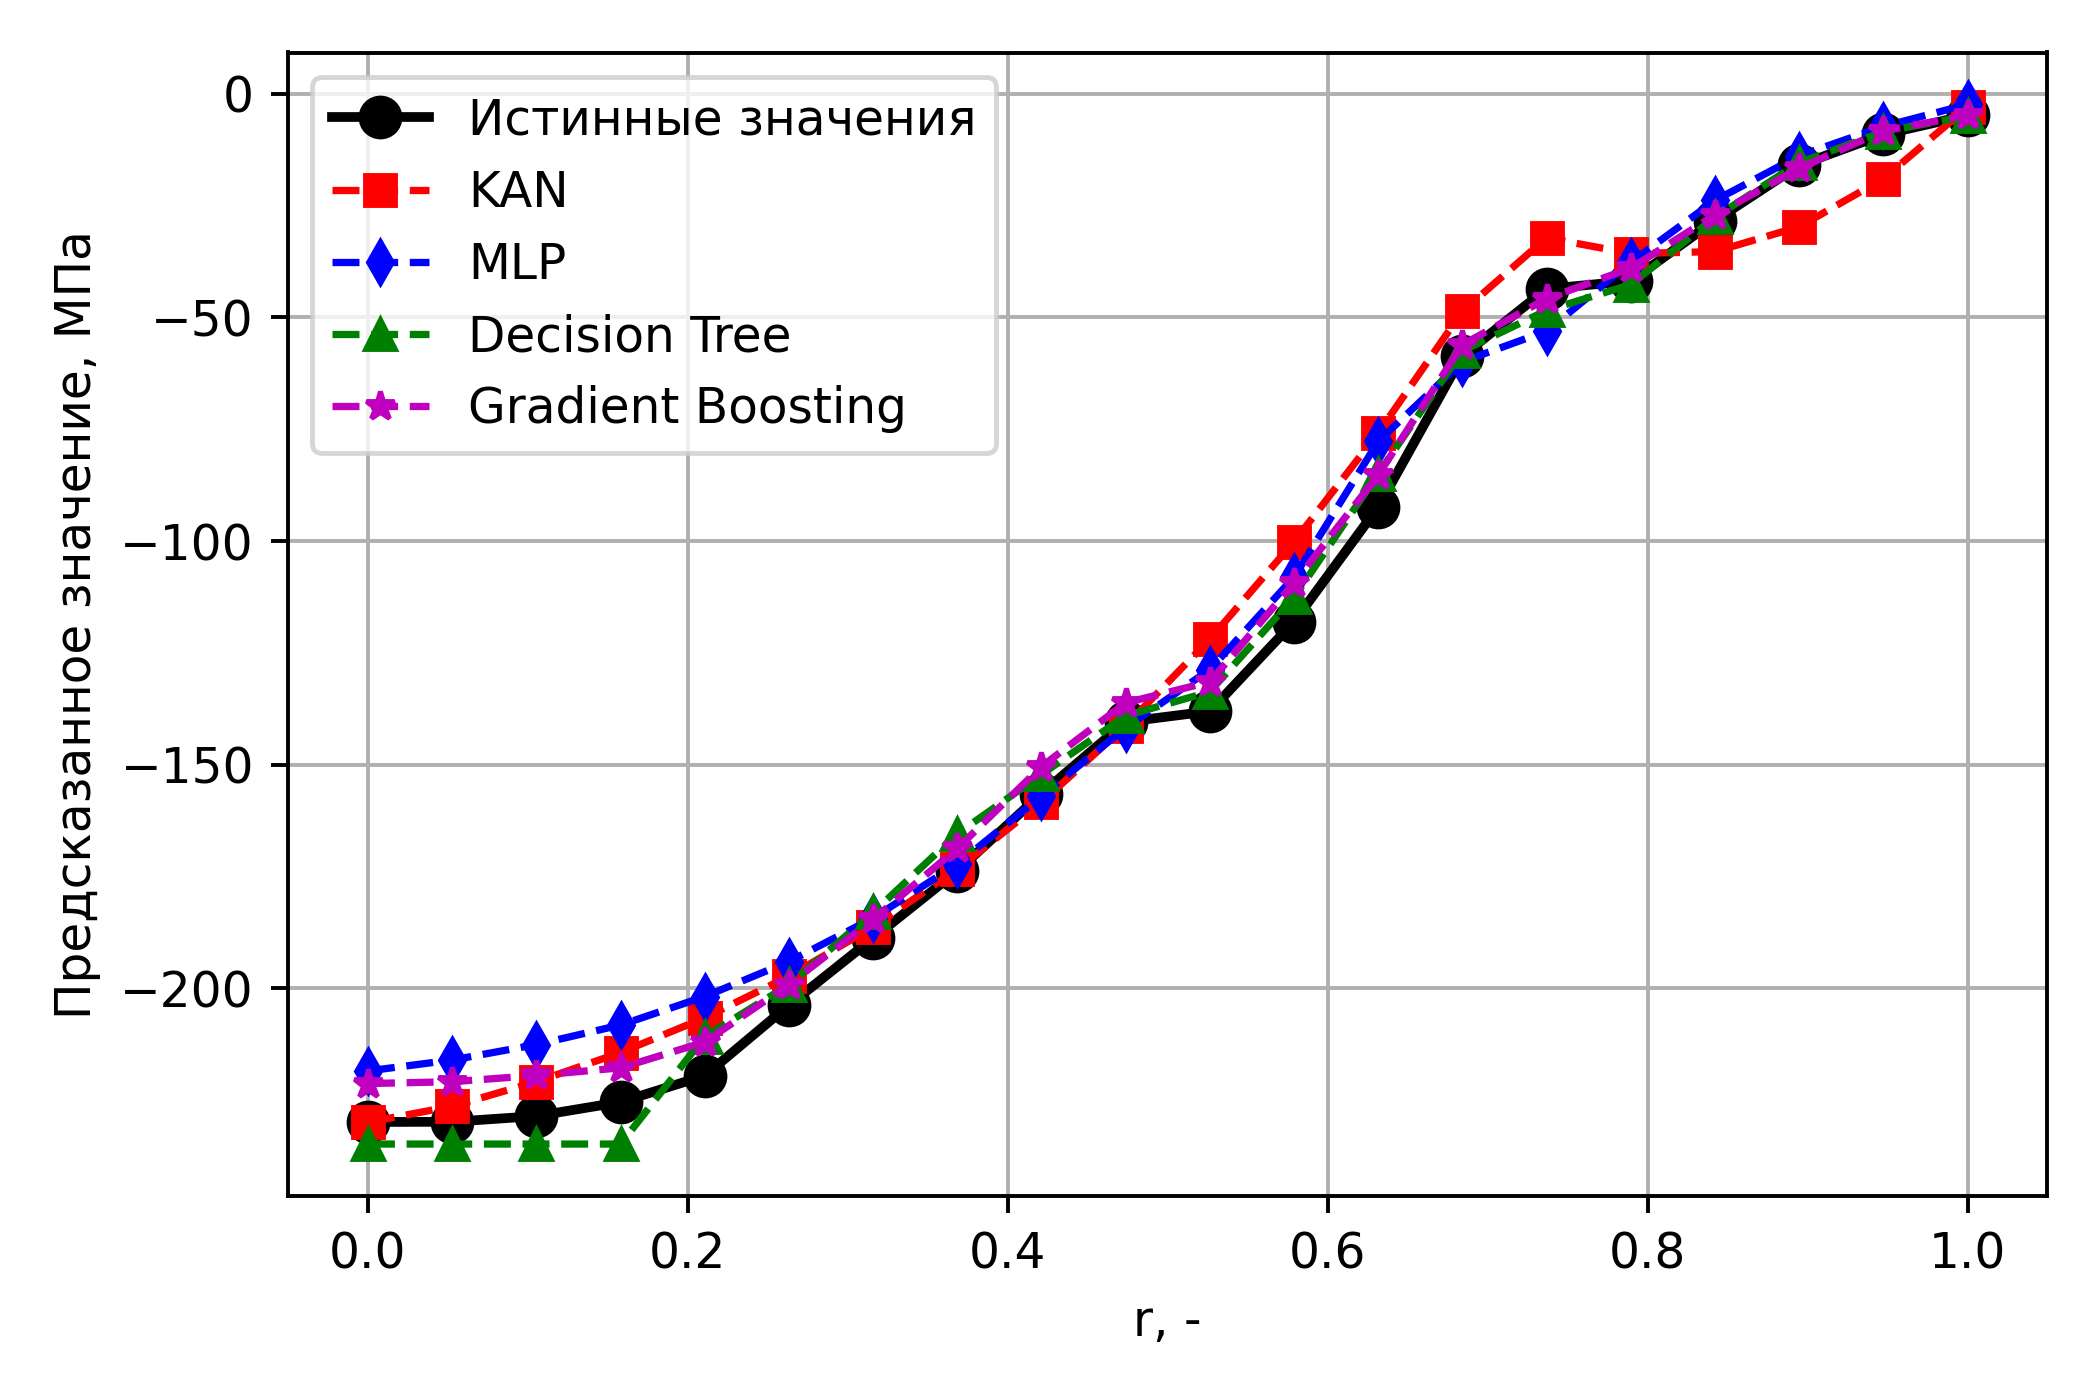 Предсказанное значение, МПа
0
−50
−100
−150
−200
Истинные значения
KAN
MLP
Decision Tree
Gradient Boosting
0.0 0.2 0.4 0.6 0.8 1.0
r, -